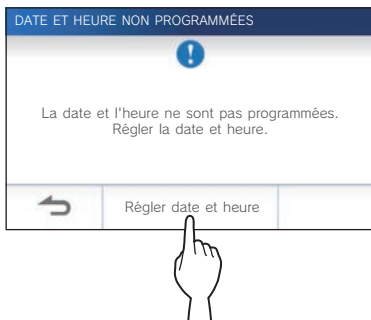 DATE ET HEURE NON PROGRAMMÉES
La date et l'heure ne sont pas programmées.
Régler la date et heure.
Régler date et heure